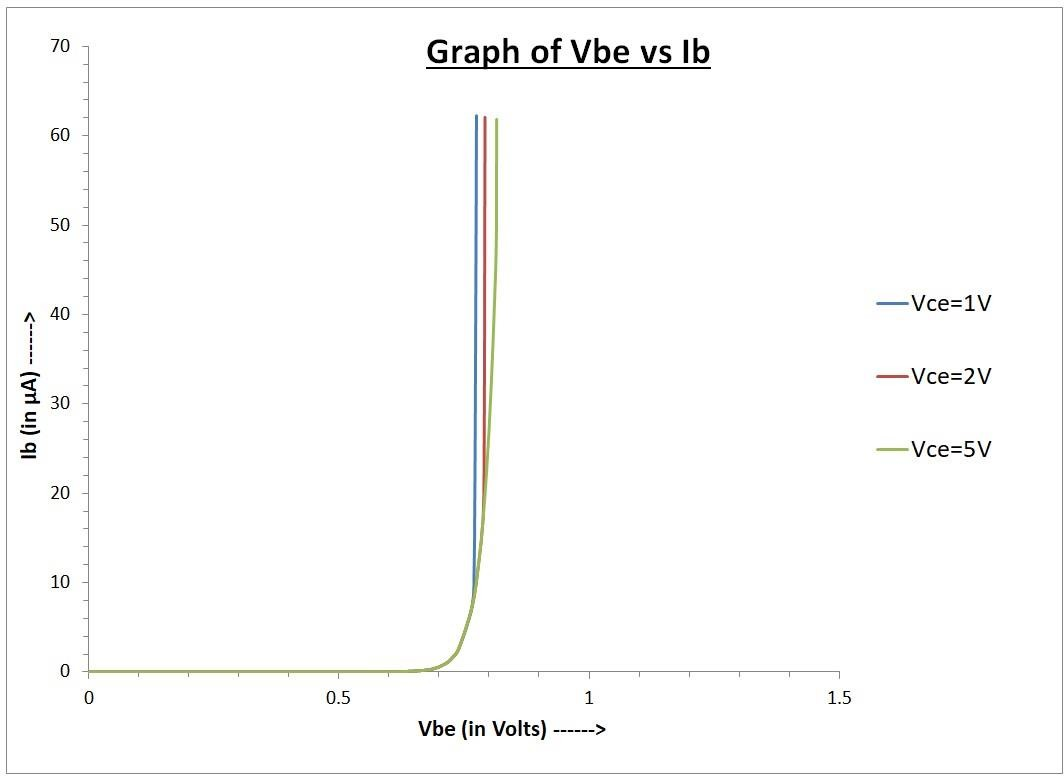 Graph of Vbe vs Ib
70
60
50
40
30
20
10
0
Ib (in µA) ------>
0
0.5
1
1.5
Vbe (in Volts) ------>
Vce=1V
Vce=2V
Vce=5V